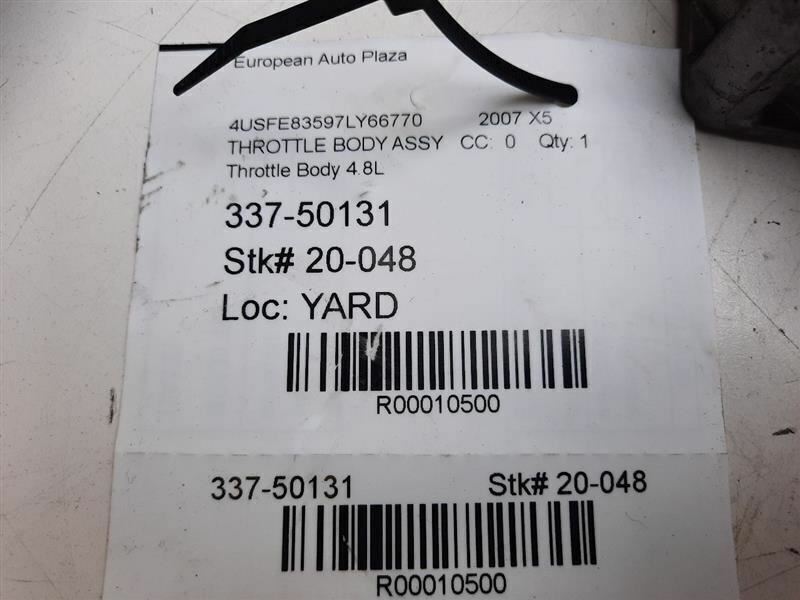 European Auto Plaza
4USFE83597LY66770 2007 X5
THROTTLE BODY ASSY CC: 0 Qty: 1
Throttle Body 4.8L
337-50131
Stk# 20-048
Loc: YARD
R00010500
337-50131 Stk# 20-048
R00010500